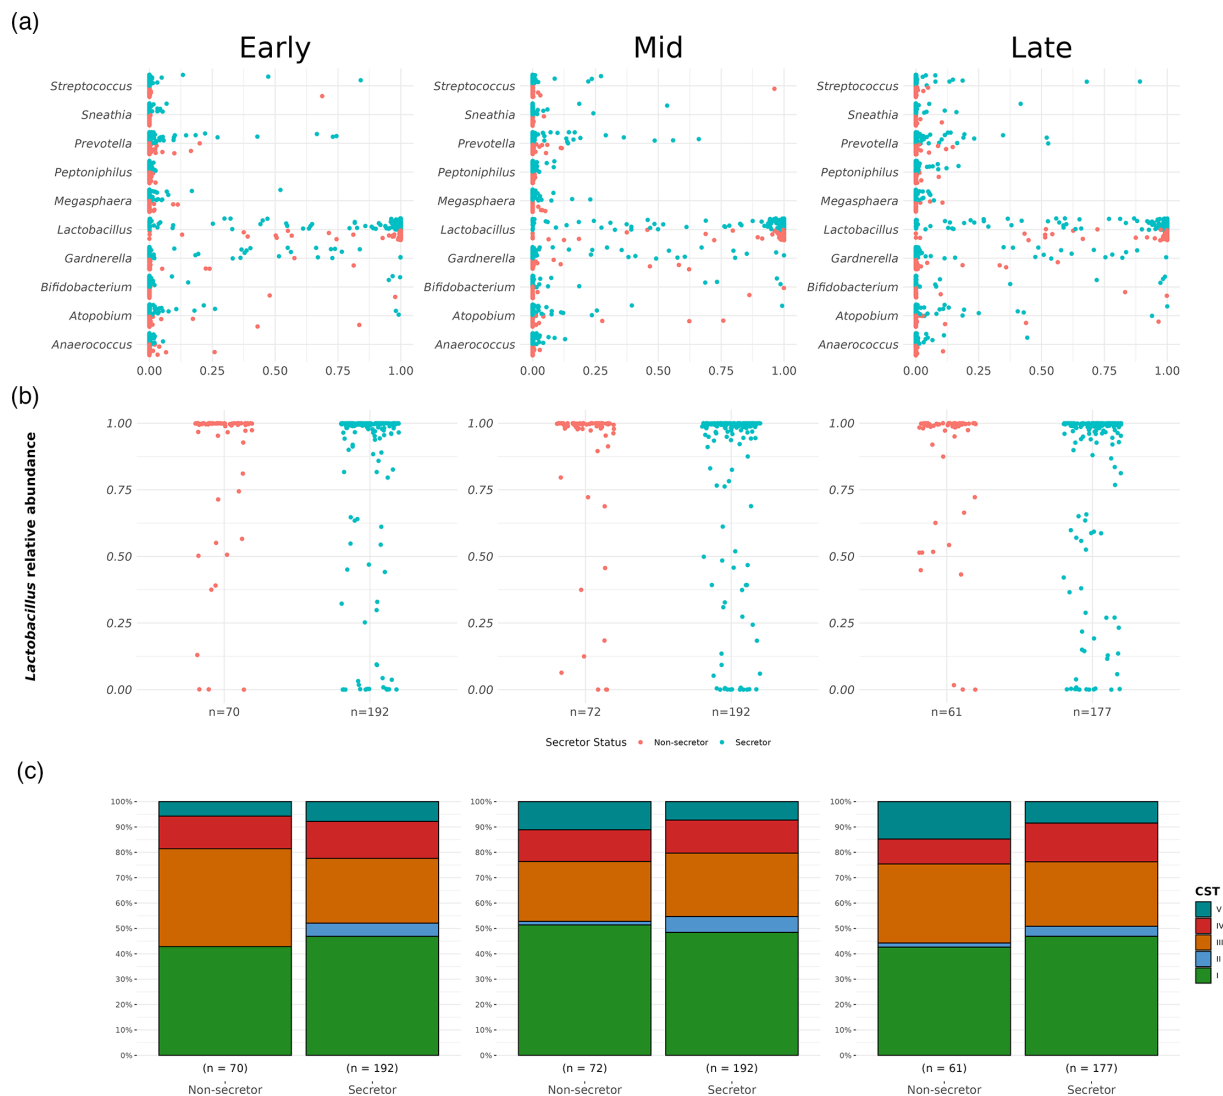 (a)
Early Mid Late
Streptococcus Streptococcus Streptococcus
Sneathia Sneathia Sneathia
Prevotella Prevotella Prevotella
Peptoniphilus Peptoniphilus Peptoniphilus
Megasphaera Megasphaera Megasphaera
Lactobacillus Lactobacillus Lactobacillus
Gardnerella Gardnerella Gardnerella
Bifidobacterium Bifidobacterium Bifidobacterium
Atopobium Atopobium Atopobium
Anaerococcus Anaerococcus Anaerococcus
0.00 0.25 0.50 0.75 1.00 0.00 0.25 0.50 0.75 1.00 0.00 0.25 0.50 0.75 1.00
(b)
Lactobacillus relative abundance
1.00 1.00 1.00
0.75 0.75 0.75
0.50 0.50 0.50
0.25 0.25 0.25
0.00 0.00 0.00
n=70 n=192 n=72 n=192 n=61 n=177
Secretor Status Non-secretor Secretor
(c)
100% 100% 100%
90% 90% 90%
80% 80% 80%
70% 70% 70%
60% 60% 60%
50% 50% 50%
40% 40% 40%
30% 30% 30%
20% 20% 20%
10% 10% 10%
0% 0% 0%
(n = 70) (n = 192) (n = 72) (n = 192) (n = 61) (n = 177)
Non-secretor Secretor Non-secretor Secretor Non-secretor Secretor
CST
V
IV
III
II
I